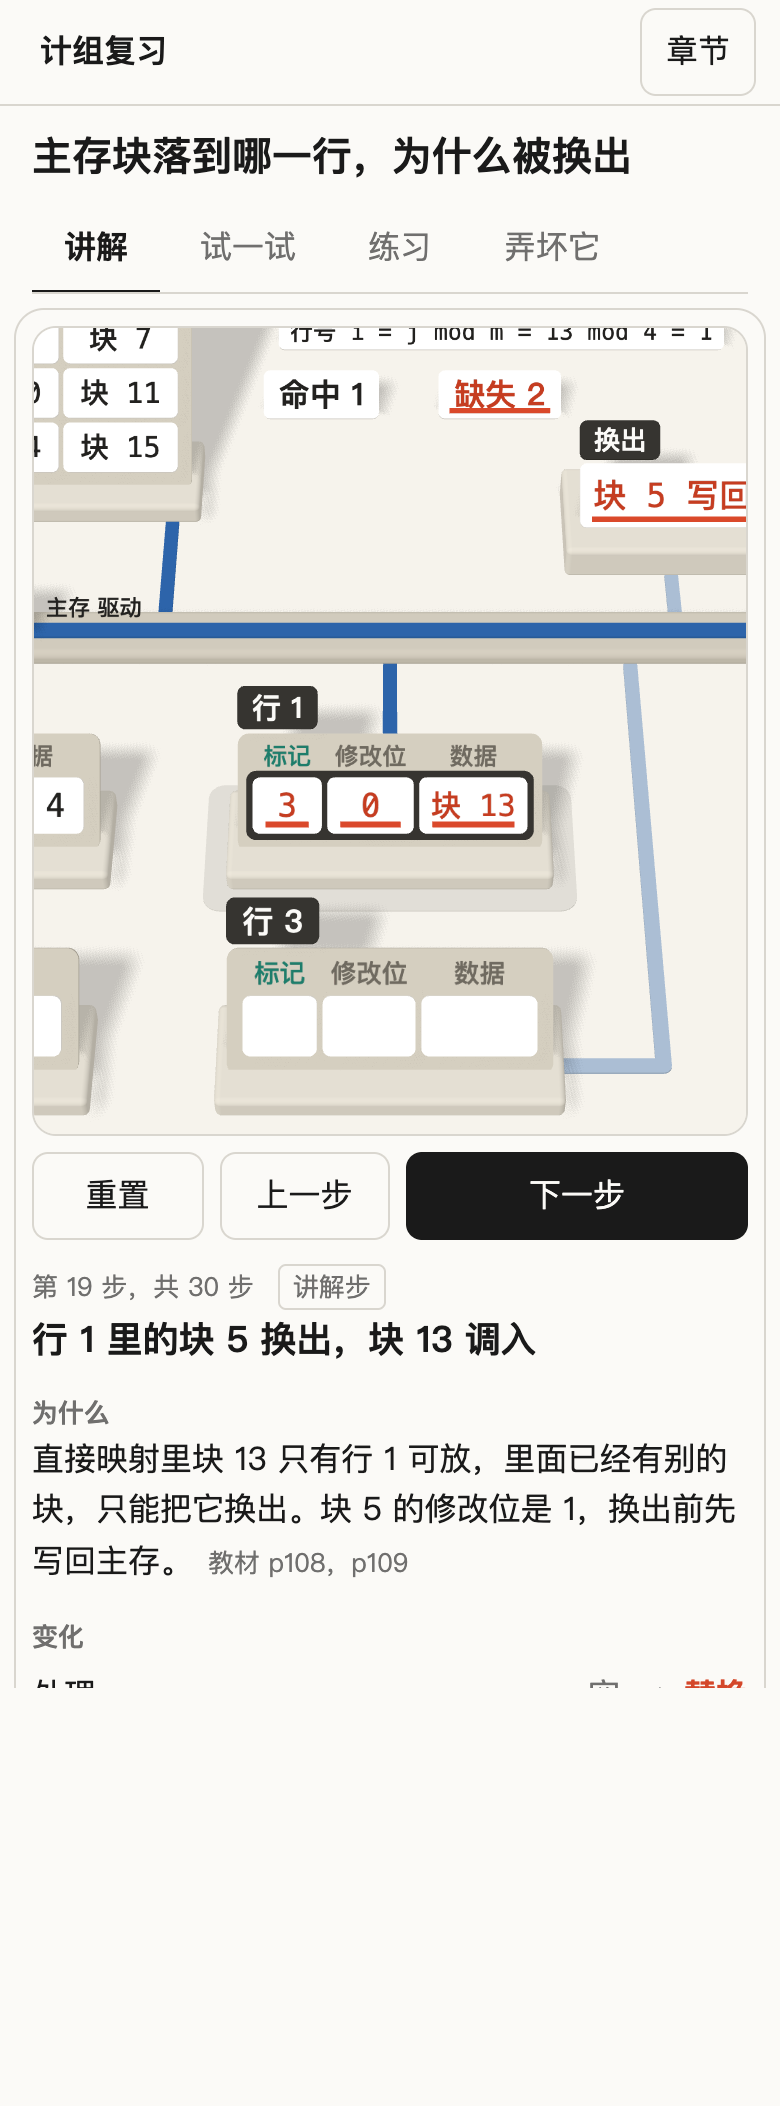 计组复习
章节
主存块落到哪一行，为什么被换出
讲解 试一试 练习 弄坏它
行号 i = j mod m = 13 mod 4 = 1
块 7
块 11
4 块 15
命中 1
缺失 2
换出
块 5 写回
主存 驱动
行 1
标记 修改位 数据
3 0 块 13
据
4
行 3
标记 修改位 数据
重置 上一步 下一步
第 19 步，共 30 步 讲解步
行 1 里的块 5 换出，块 13 调入
为什么
直接映射里块 13 只有行 1 可放，里面已经有别的
块，只能把它换出。块 5 的修改位是 1，换出前先
写回主存。 教材 p108，p109
变化